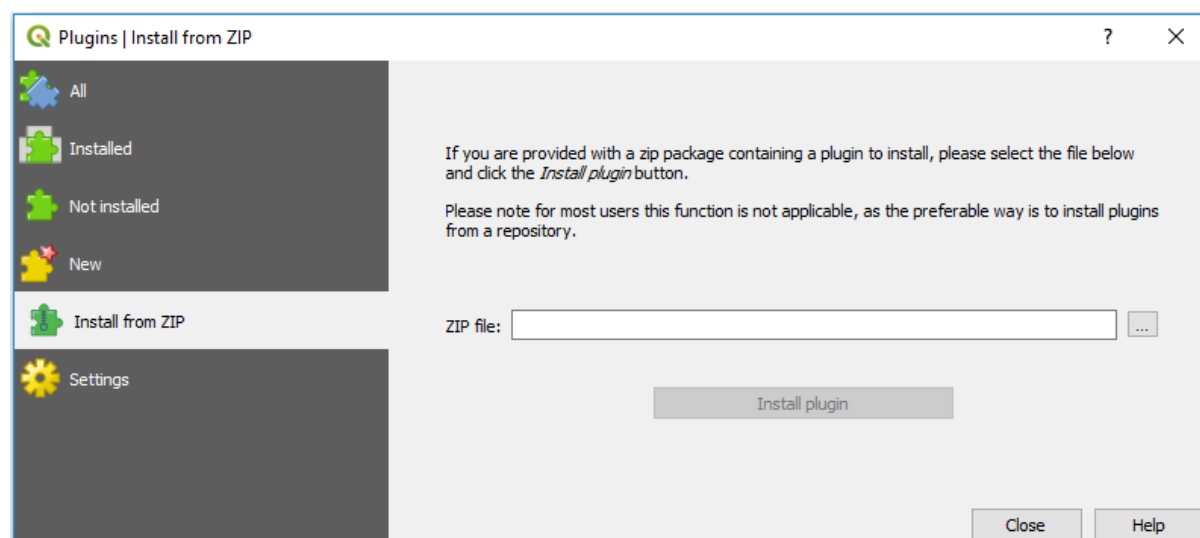 Plugins | Install from ZIP
?
All
Installed
Not installed
New
Install from ZIP
Settings
If you are provided with a zip package containing a plugin to install, please select the file below
and click the Install plugin button.
Please note for most users this function is not applicable, as the preferable way is to install plugins
from a repository.
ZIP file:
...
Install plugin
Close
Help